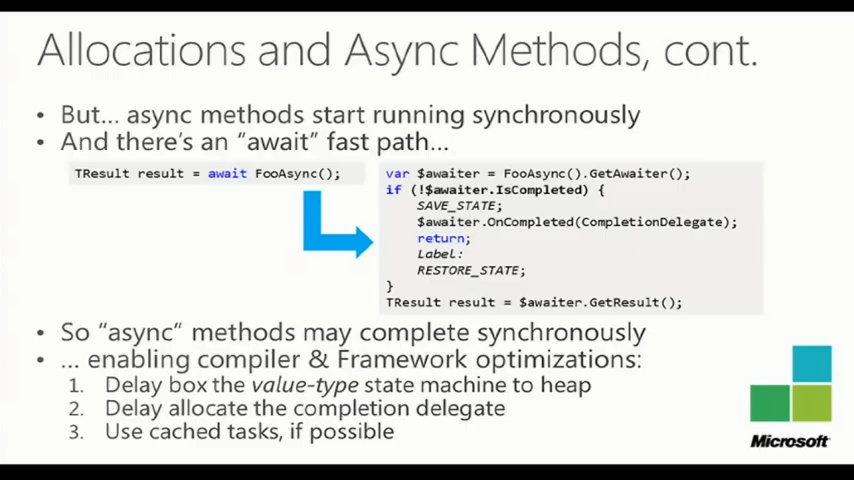 Allocations and Async Methods, cont.
• But... async methods start running synchronously
• And there's an "await" fast path...
TResult result = await FooAsync();
var $awaiter = FooAsync().GetAwaiter();
if (!$awaiter.IsCompleted) {
SAVE_STATE;
$awaiter.OnCompleted(CompletionDelegate);
return;
Label:
RESTORE_STATE;
}
TResult result = $awaiter.GetResult();
• So "async" methods may complete synchronously
• ... enabling compiler & Framework optimizations:
1. Delay box the value-type state machine to heap
2. Delay allocate the completion delegate
3. Use cached tasks, if possible
Microsoft